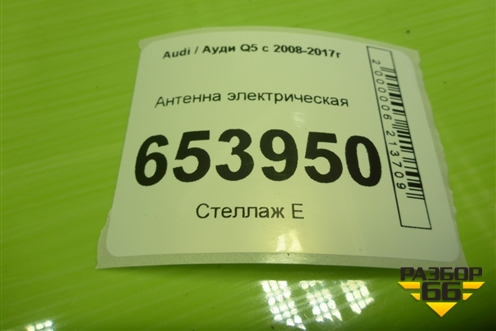 Audi / Ауди Q5 с 2008-2017г
Антенна электрическая
653950
Стеллаж Е
2000006213709
РАЗБОР
66